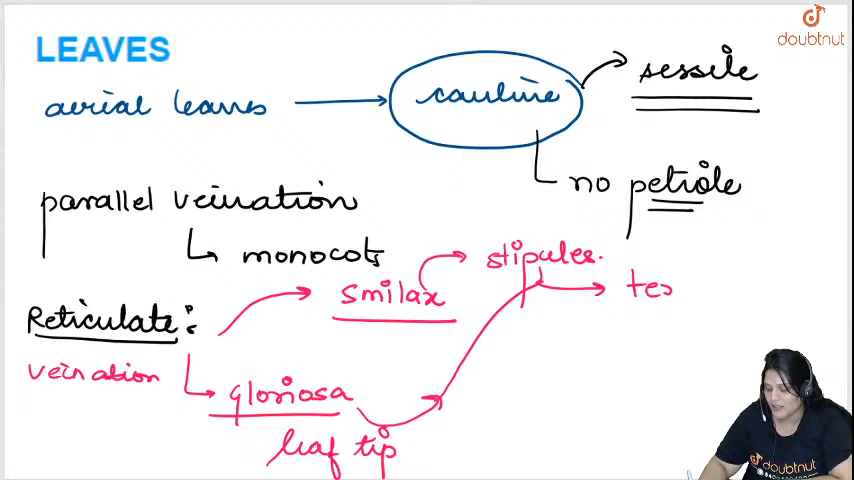 doubtnut
LEAVES
sessile
aerial leaves
cauline
no petiole
parallel veination
monocots
stipules.
smilax
tes
Reticulate:
veination
gloriosa
leaf tip
doubtnut